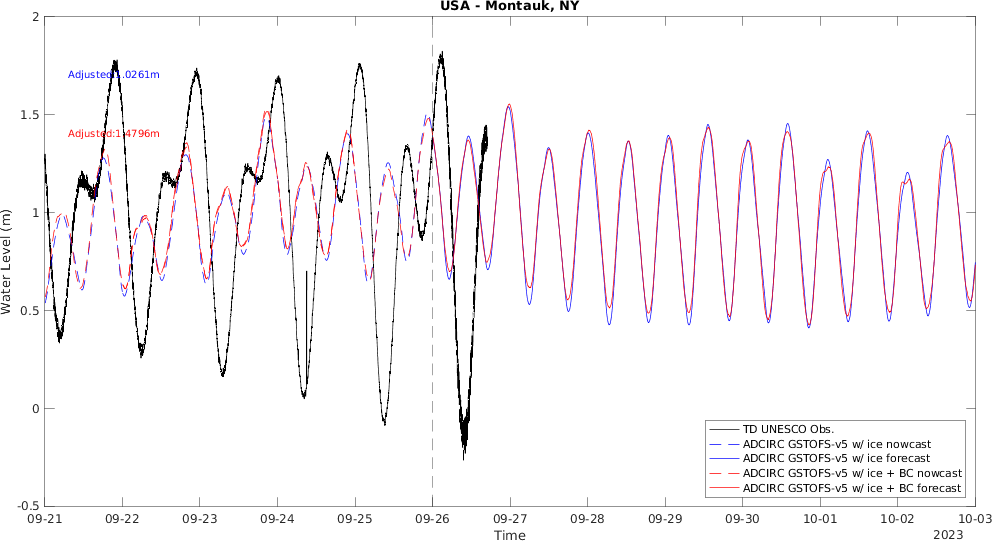 USA - Montauk, NY
Water Level (m)
2
1.5
1
0.5
0
-0.5
Adjusted:1.0261m
Adjusted:1.4796m
TD UNESCO Obs.
ADCIRC GSTOFS-v5 w/ ice nowcast
ADCIRC GSTOFS-v5 w/ ice forecast
ADCIRC GSTOFS-v5 w/ ice + BC nowcast
ADCIRC GSTOFS-v5 w/ ice + BC forecast
09-21 09-22 09-23 09-24 09-25 09-26 09-27 09-28 09-29 09-30 10-01 10-02 10-03
Time
2023